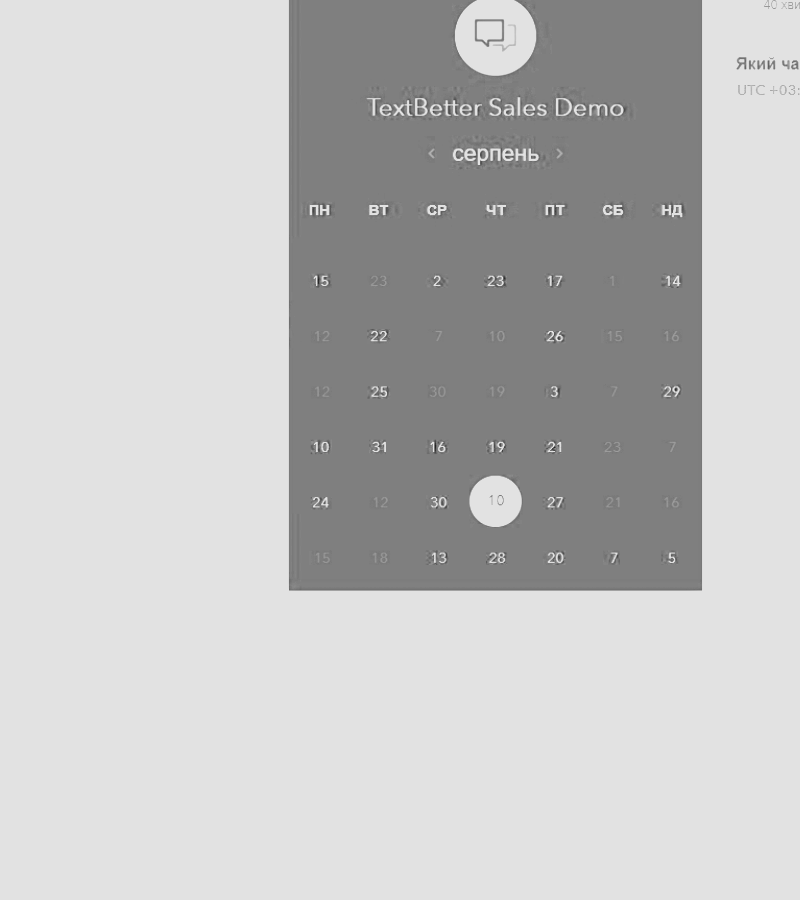 40 хви
TextBetter Sales Demo
Який ча
UTC +03:
‹ серпень ›
ПН ВТ СР ЧТ ПТ СБ НД
15 23 2 23 17 1 14
12 22 7 10 26 15 16
12 25 30 19 3 7 29
10 31 16 19 21 23 7
24 12 30 10 27 21 16
15 18 13 28 20 7 5